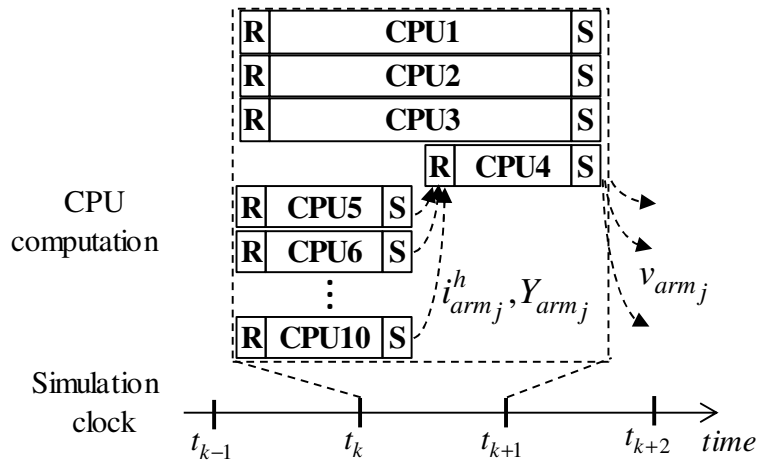 R CPU1 S
R CPU2 S
R CPU3 S
R CPU4 S
CPU computation
R CPU5 S
R CPU6 S
⋮
R CPU10 S
i^h_{arm_j}, Y_{arm_j}
v_{arm_j}
Simulation clock
t_{k-1} t_k t_{k+1} t_{k+2} time